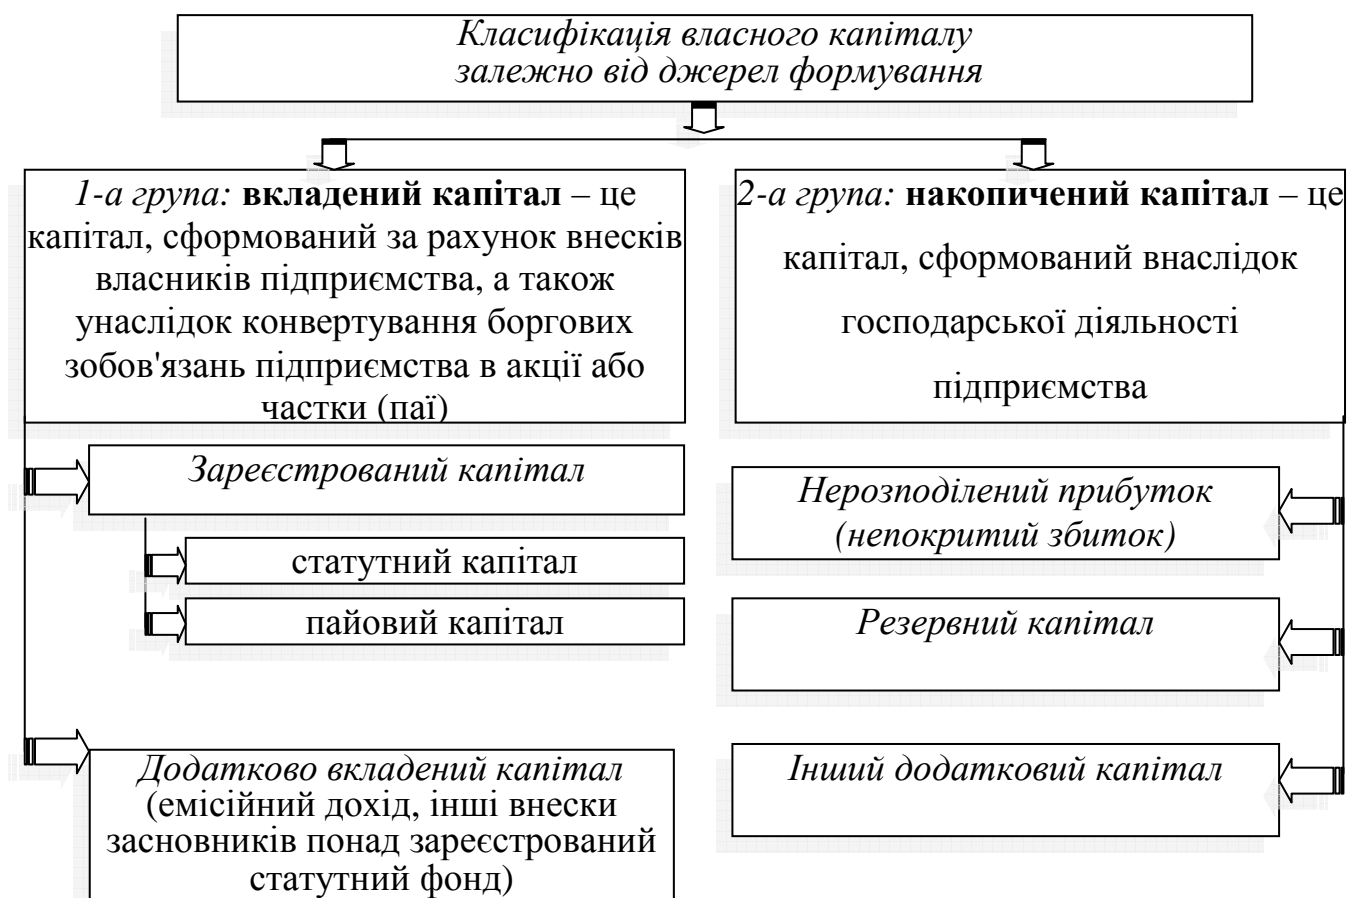 Класифікація власного капіталу
залежно від джерел формування
1-а група: вкладений капітал – це
капітал, сформований за рахунок внесків
власників підприємства, а також
унаслідок конвертування боргових
зобов'язань підприємства в акції або
частки (паї)
Зареєстрований капітал
статутний капітал
пайовий капітал
Додатково вкладений капітал
(емісійний дохід, інші внески
засновників понад зареєстрований
статутний фонд)
2-а група: накопичений капітал – це
капітал, сформований внаслідок
господарської діяльності
підприємства
Нерозподілений прибуток
(непокритий збиток)
Резервний капітал
Інший додатковий капітал